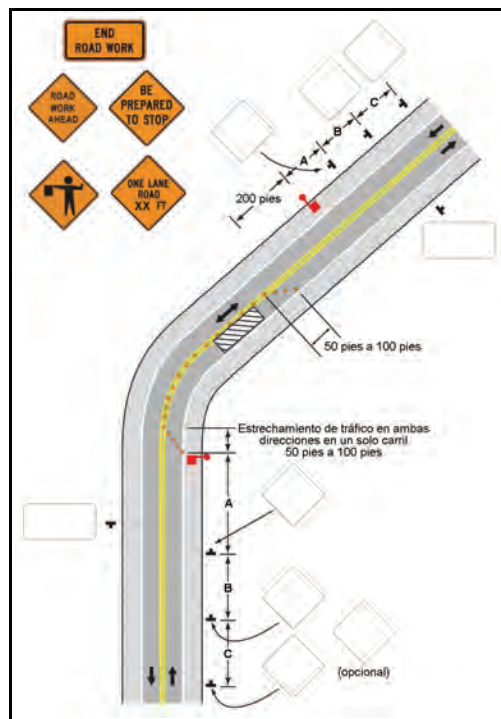 END
ROAD WORK
ROAD
WORK
AHEAD
BE
PREPARED
TO STOP
ONE LANE
ROAD
XX FT
C
B
A
200 pies
50 pies a 100 pies
Estrechamiento de tráfico en ambas
direcciones en un solo carril
50 pies a 100 pies
A
B
C
(opcional)